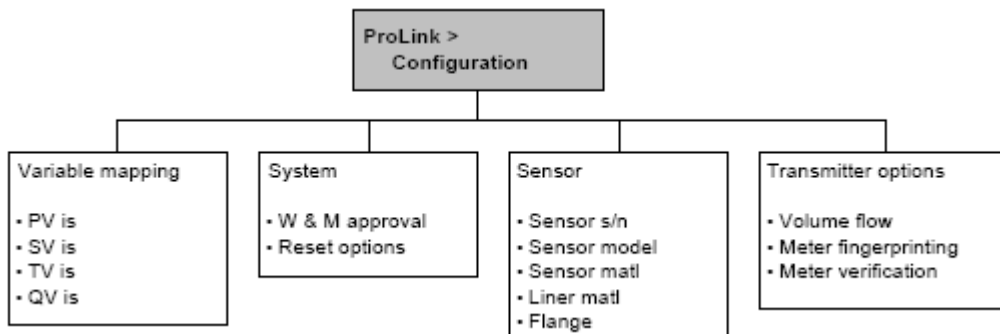 ProLink >
Configuration
Variable mapping
▪ PV is
▪ SV is
▪ TV is
▪ QV is
System
▪ W & M approval
▪ Reset options
Sensor
▪ Sensor s/n
▪ Sensor model
▪ Sensor matl
▪ Liner matl
▪ Flange
Transmitter options
▪ Volume flow
▪ Meter fingerprinting
▪ Meter verification